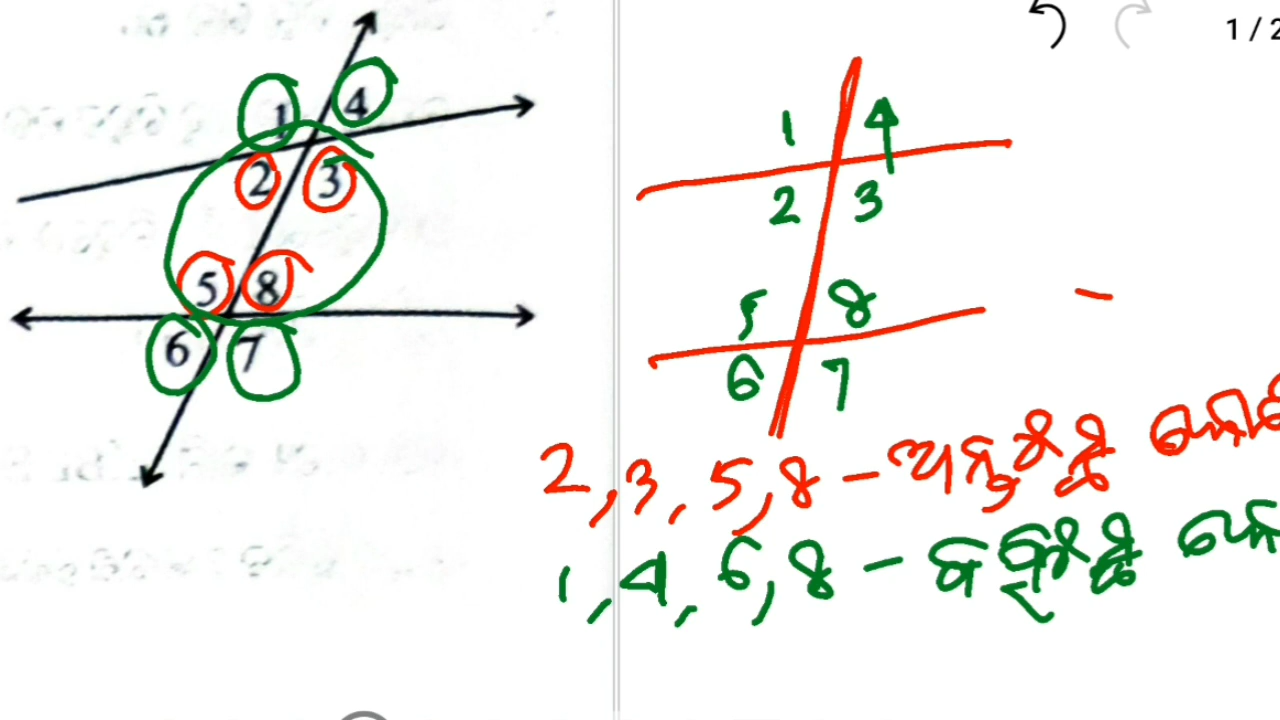 1 / 2
1 4
2 3
5 8
6 7
1 4
2 3
5 8
6 7
2, 3, 5, 8 – ଅନ୍ତଃସ୍ଥ
1, 4, 6, 8 – ବହିଃସ୍ଥ